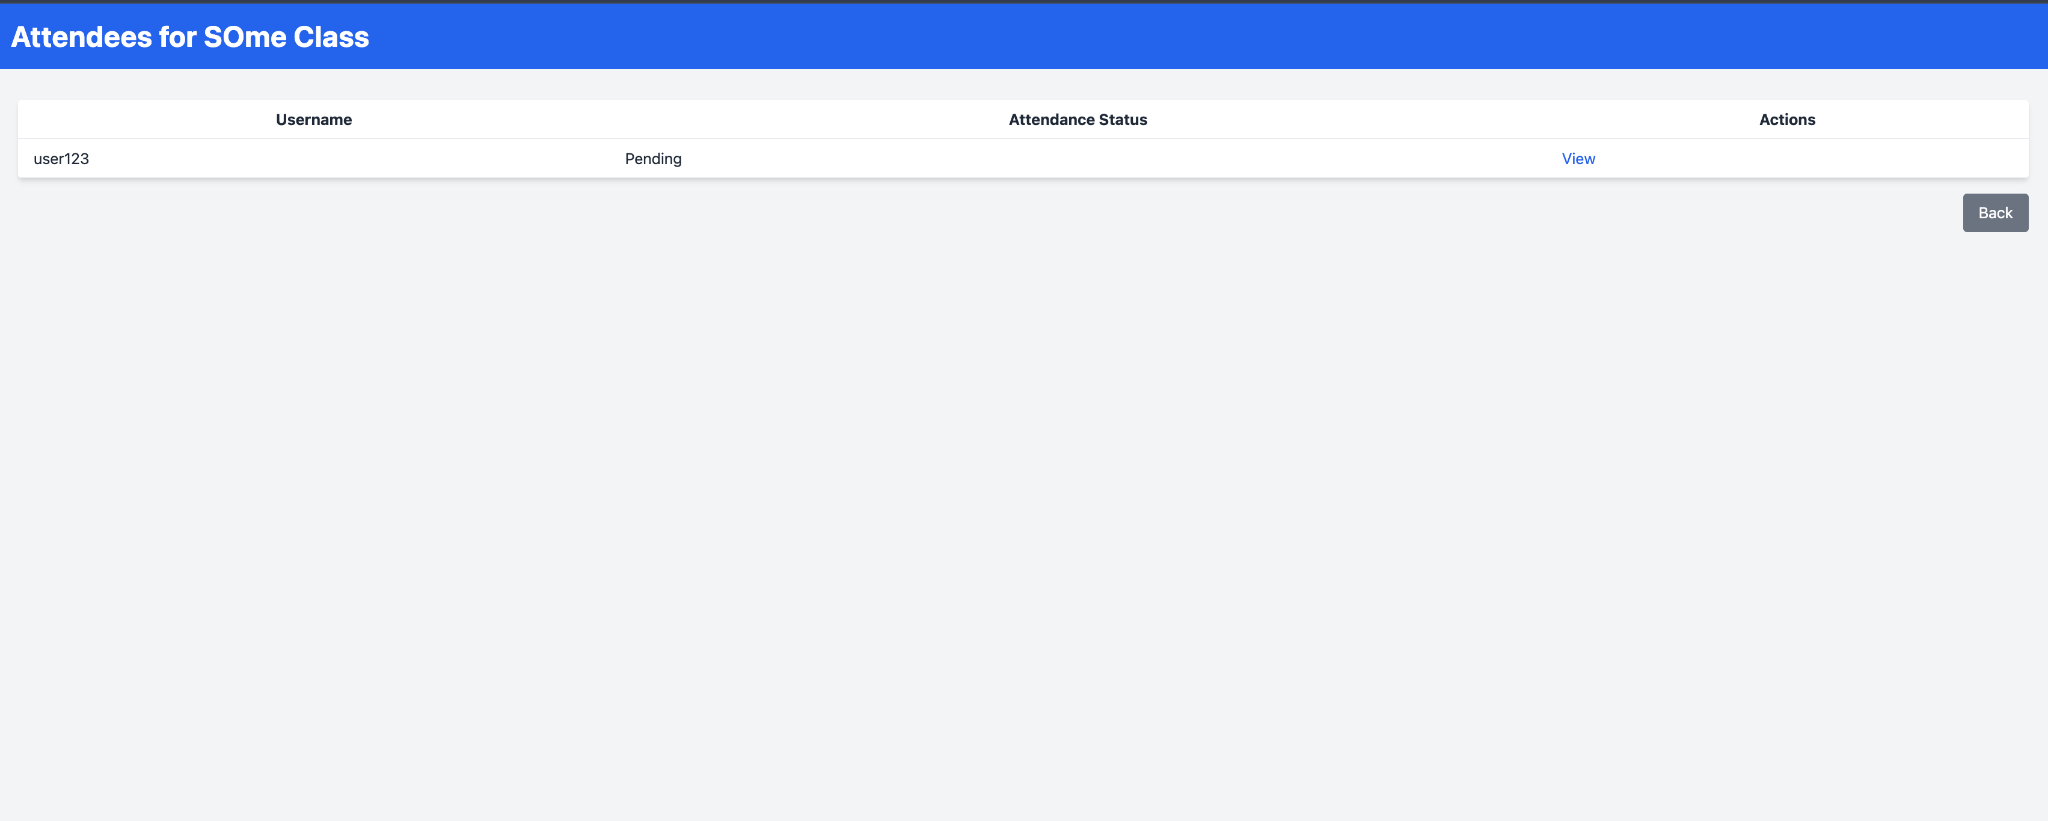 Attendees for SOme Class
Username Attendance Status Actions
user123 Pending View
Back